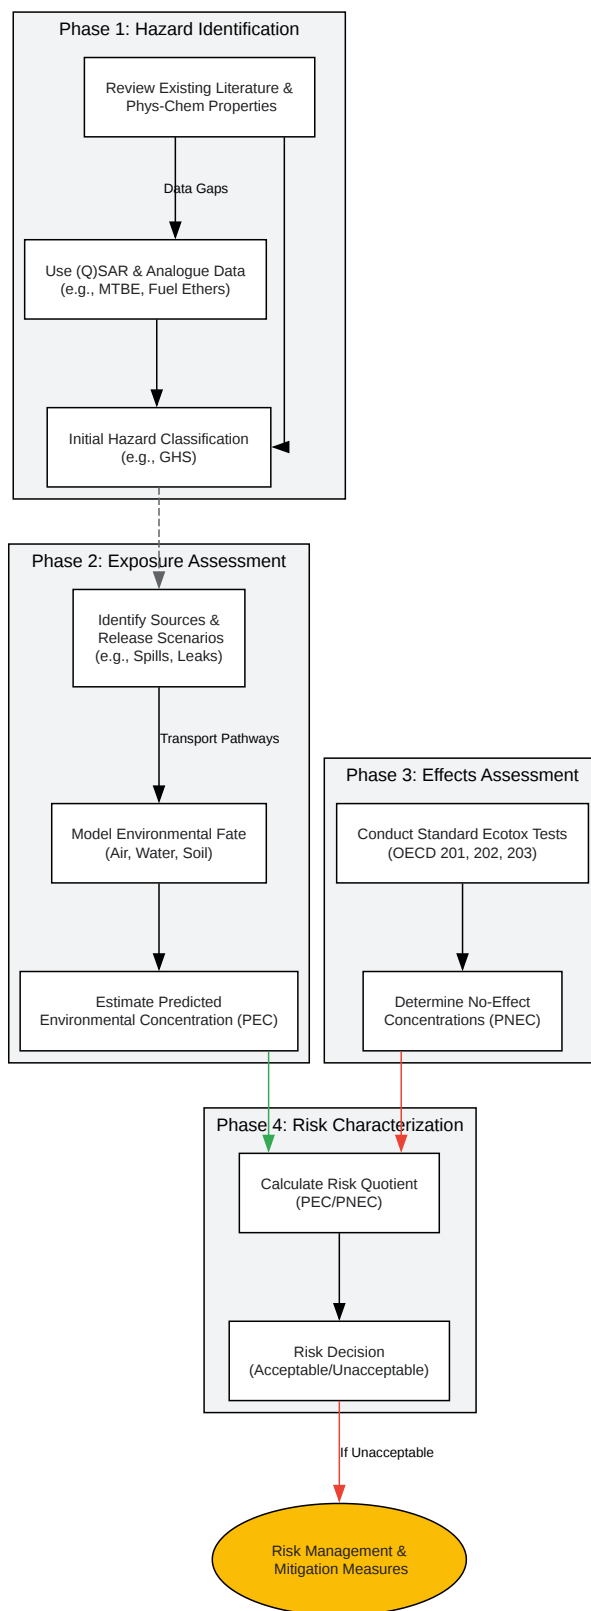 Phase 1: Hazard Identification
Review Existing Literature &
Phys-Chem Properties
Data Gaps
Use (Q)SAR & Analogue Data
(e.g., MTBE, Fuel Ethers)
Initial Hazard Classification
(e.g., GHS)
Phase 2: Exposure Assessment
Identify Sources &
Release Scenarios
(e.g., Spills, Leaks)
Transport Pathways
Model Environmental Fate
(Air, Water, Soil)
Estimate Predicted
Environmental Concentration (PEC)
Phase 3: Effects Assessment
Conduct Standard Ecotox Tests
(OECD 201, 202, 203)
Determine No-Effect
Concentrations (PNEC)
Phase 4: Risk Characterization
Calculate Risk Quotient
(PEC/PNEC)
Risk Decision
(Acceptable/Unacceptable)
If Unacceptable
Risk Management &
Mitigation Measures